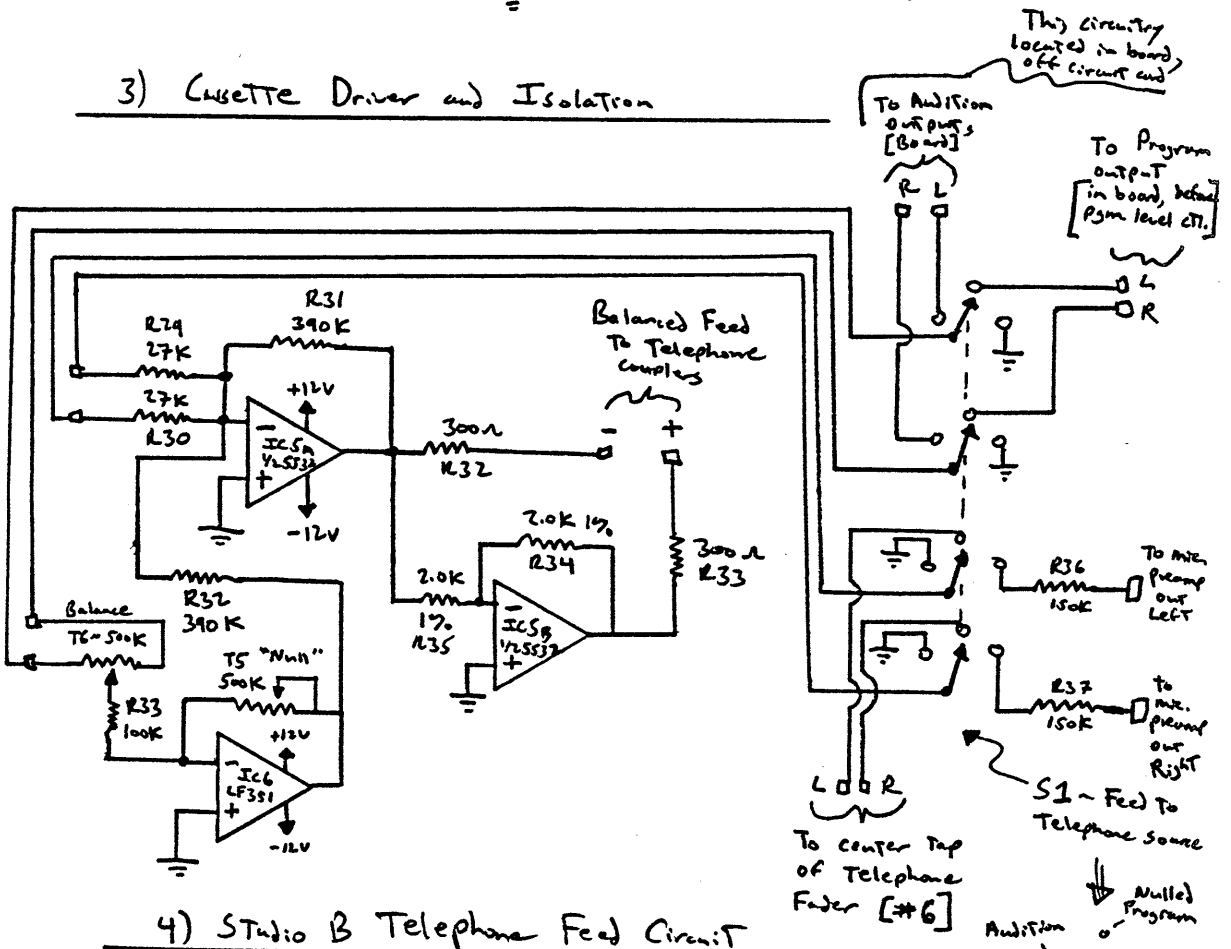 This circuitry
located in board,
off circuit card
3) Cassette Driver and Isolation
To Audition
outputs
[Board]
R L
To Program
output
[in board, before
pgm level ctl.]
L
R
R31
390K
R29
27K
27K
R30
+12V
-
IC5A
1/2 5532
+
-12V
300Ω
R32
Balanced Feed
To Telephone
couplers
- +
2.0K 1%
R34
300Ω
R33
2.0K
1%
R35
-
IC5B
1/2 5532
+
R32
390K
Balance
T6~500K
T5 "Null"
500K
R33
100K
+12V
-
IC6
LF351
+
-12V
R36
150K
To mic.
preamp
out
Left
R37
150K
To
mic.
preamp
out
Right
L R
To center tap
of Telephone
Fader [#6]
S1 ~ Feed To
Telephone source
Nulled
Program
Audition
4) Studio B Telephone Feed Circuit